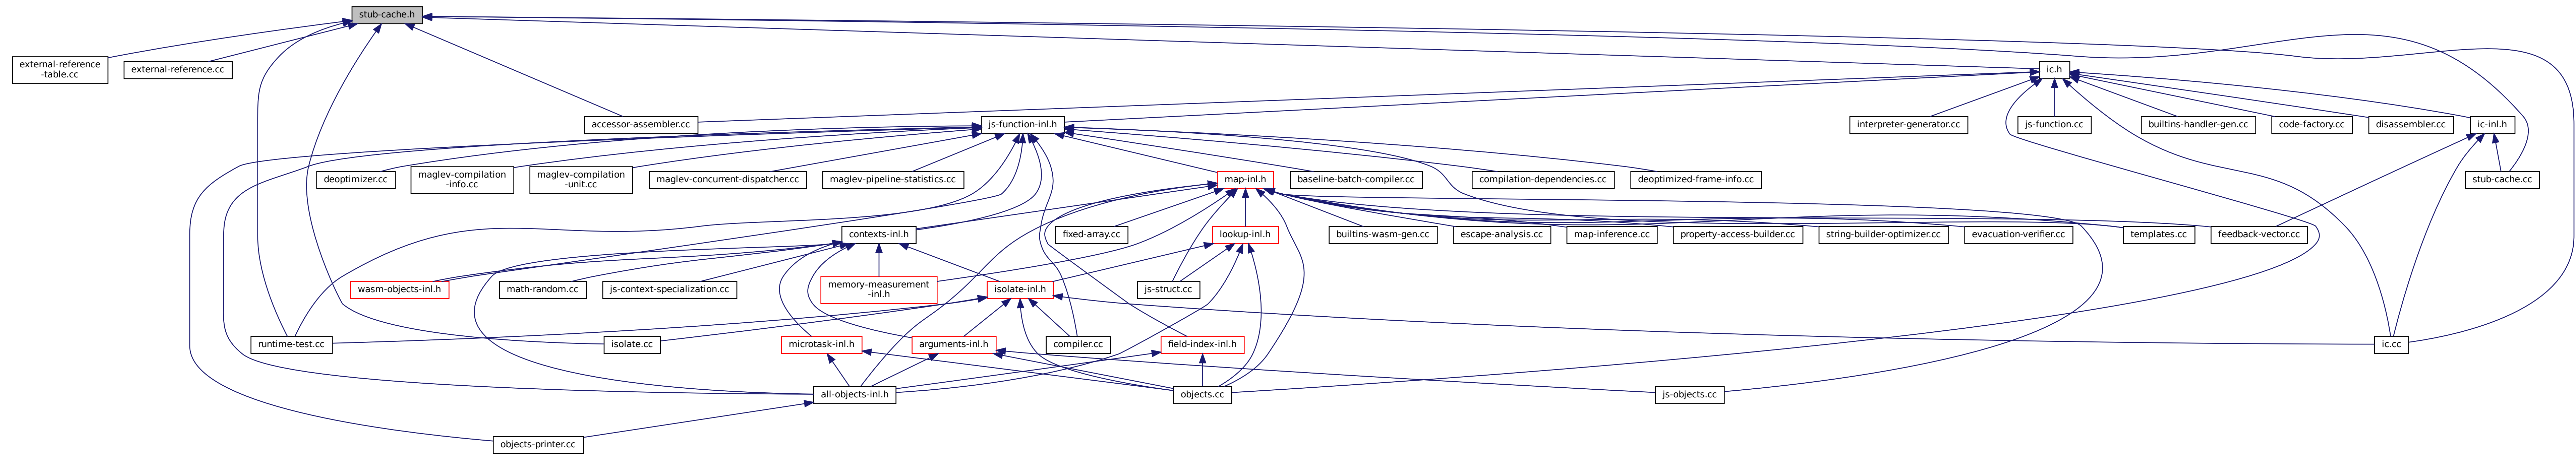 stub-cache.h
external-reference
-table.cc
external-reference.cc
ic.h
accessor-assembler.cc
js-function-inl.h
interpreter-generator.cc
js-function.cc
builtins-handler-gen.cc
code-factory.cc
disassembler.cc
ic-inl.h
deoptimizer.cc
maglev-compilation
-info.cc
maglev-compilation
-unit.cc
maglev-concurrent-dispatcher.cc
maglev-pipeline-statistics.cc
map-inl.h
baseline-batch-compiler.cc
compilation-dependencies.cc
deoptimized-frame-info.cc
stub-cache.cc
contexts-inl.h
fixed-array.cc
lookup-inl.h
builtins-wasm-gen.cc
escape-analysis.cc
map-inference.cc
property-access-builder.cc
string-builder-optimizer.cc
evacuation-verifier.cc
templates.cc
feedback-vector.cc
wasm-objects-inl.h
math-random.cc
js-context-specialization.cc
memory-measurement
-inl.h
isolate-inl.h
js-struct.cc
runtime-test.cc
isolate.cc
microtask-inl.h
arguments-inl.h
compiler.cc
field-index-inl.h
ic.cc
all-objects-inl.h
objects.cc
js-objects.cc
objects-printer.cc